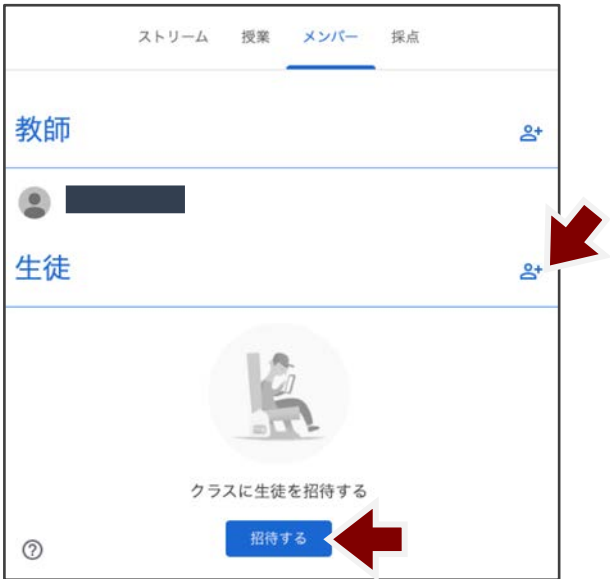 ストリーム 授業 メンバー 採点
教師
生徒
クラスに生徒を招待する
招待する